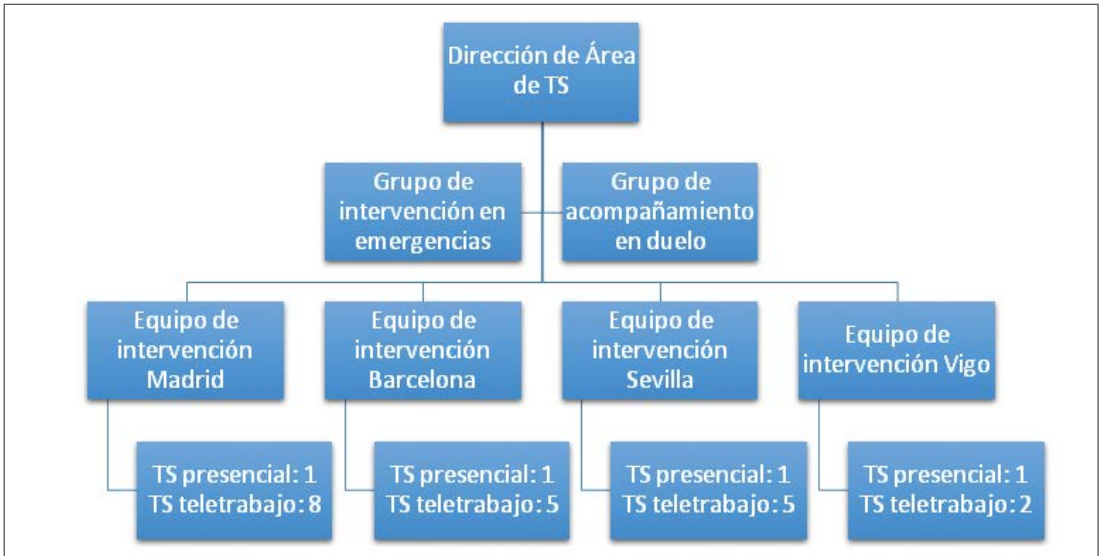 Dirección de Área
de TS
Grupo de
intervención en
emergencias
Grupo de
acompañamiento
en duelo
Equipo de
intervención
Madrid
Equipo de
intervención
Barcelona
Equipo de
intervención
Sevilla
Equipo de
intervención Vigo
TS presencial: 1
TS teletrabajo: 8
TS presencial: 1
TS teletrabajo: 5
TS presencial: 1
TS teletrabajo: 5
TS presencial: 1
TS teletrabajo: 2